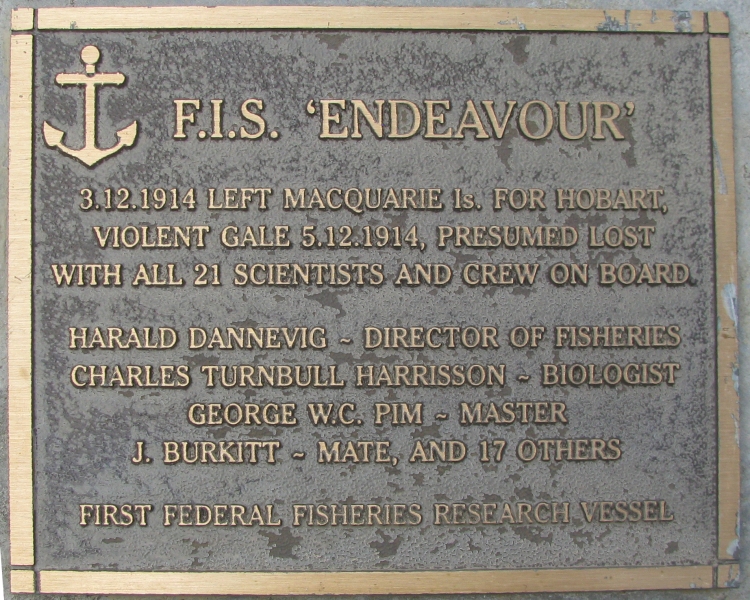 F.I.S. 'ENDEAVOUR'
3.12.1914 LEFT MACQUARIE Is. FOR HOBART,
VIOLENT GALE 5.12.1914, PRESUMED LOST
WITH ALL 21 SCIENTISTS AND CREW ON BOARD.
HARALD DANNEVIG ~ DIRECTOR OF FISHERIES
CHARLES TURNBULL HARRISSON ~ BIOLOGIST
GEORGE W.C. PIM ~ MASTER
J. BURKITT ~ MATE, AND 17 OTHERS
FIRST FEDERAL FISHERIES RESEARCH VESSEL